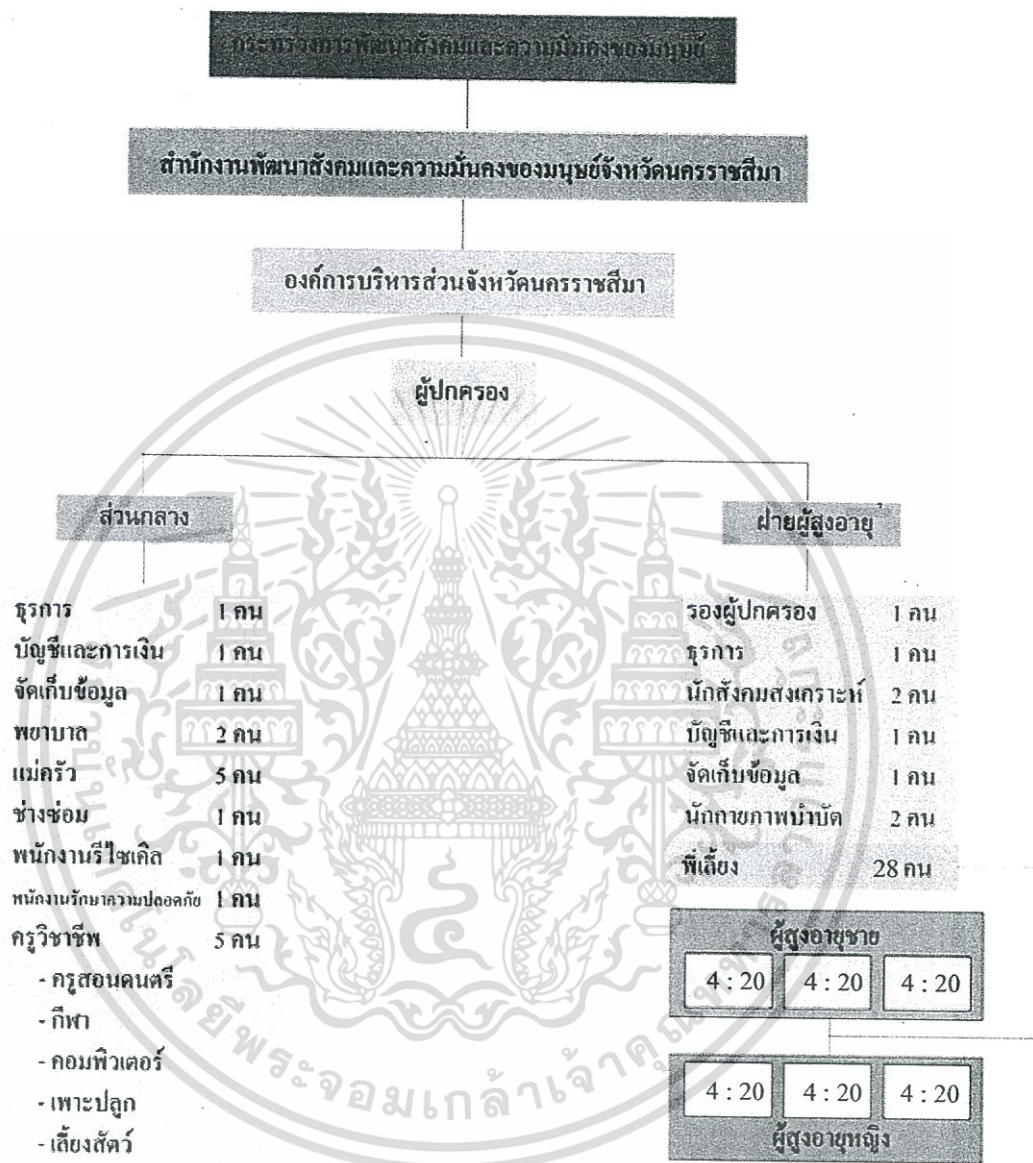 กระทรวงการพัฒนาสังคมและความมั่นคงของมนุษย์
สำนักงานพัฒนาสังคมและความมั่นคงของมนุษย์จังหวัดนครราชสีมา
องค์การบริหารส่วนจังหวัดนครราชสีมา
ผู้ปกครอง
ส่วนกลาง
ธุรการ 1 คน
บัญชีและการเงิน 1 คน
จัดเก็บข้อมูล 1 คน
พยาบาล 2 คน
แม่ครัว 5 คน
ช่างซ่อม 1 คน
พนักงานรีไซเคิล 1 คน
พนักงานรักษาความปลอดภัย 1 คน
ครูวิชาชีพ 5 คน
- ครูสอนดนตรี
- กีฬา
- คอมพิวเตอร์
- เพาะปลูก
- เลี้ยงสัตว์
ฝ่ายผู้สูงอายุ
รองผู้ปกครอง 1 คน
ธุรการ 1 คน
นักสังคมสงเคราะห์ 2 คน
บัญชีและการเงิน 1 คน
จัดเก็บข้อมูล 1 คน
นักกายภาพบำบัด 2 คน
พี่เลี้ยง 28 คน
ผู้สูงอายุชาย
4 : 20 4 : 20 4 : 20
4 : 20 4 : 20 4 : 20
ผู้สูงอายุหญิง